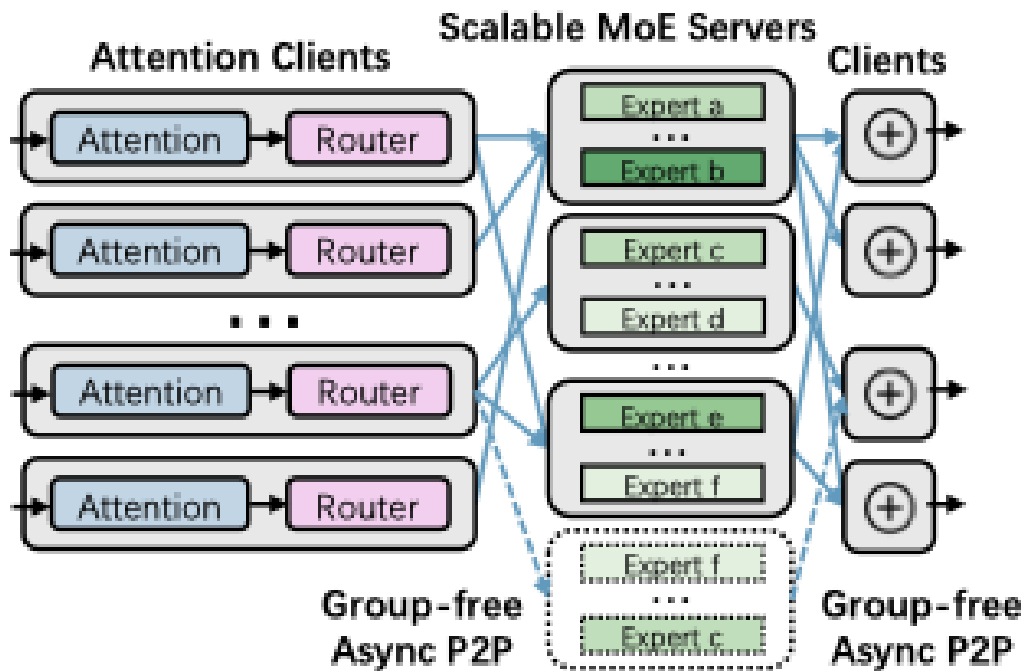 Attention Clients
Scalable MoE Servers
Clients
Attention
Router
Attention
Router
...
Attention
Router
Attention
Router
Expert a
...
Expert b
Expert c
...
Expert d
...
Expert e
...
Expert f
Expert f
...
Expert c
Group-free
Async P2P
Group-free
Async P2P